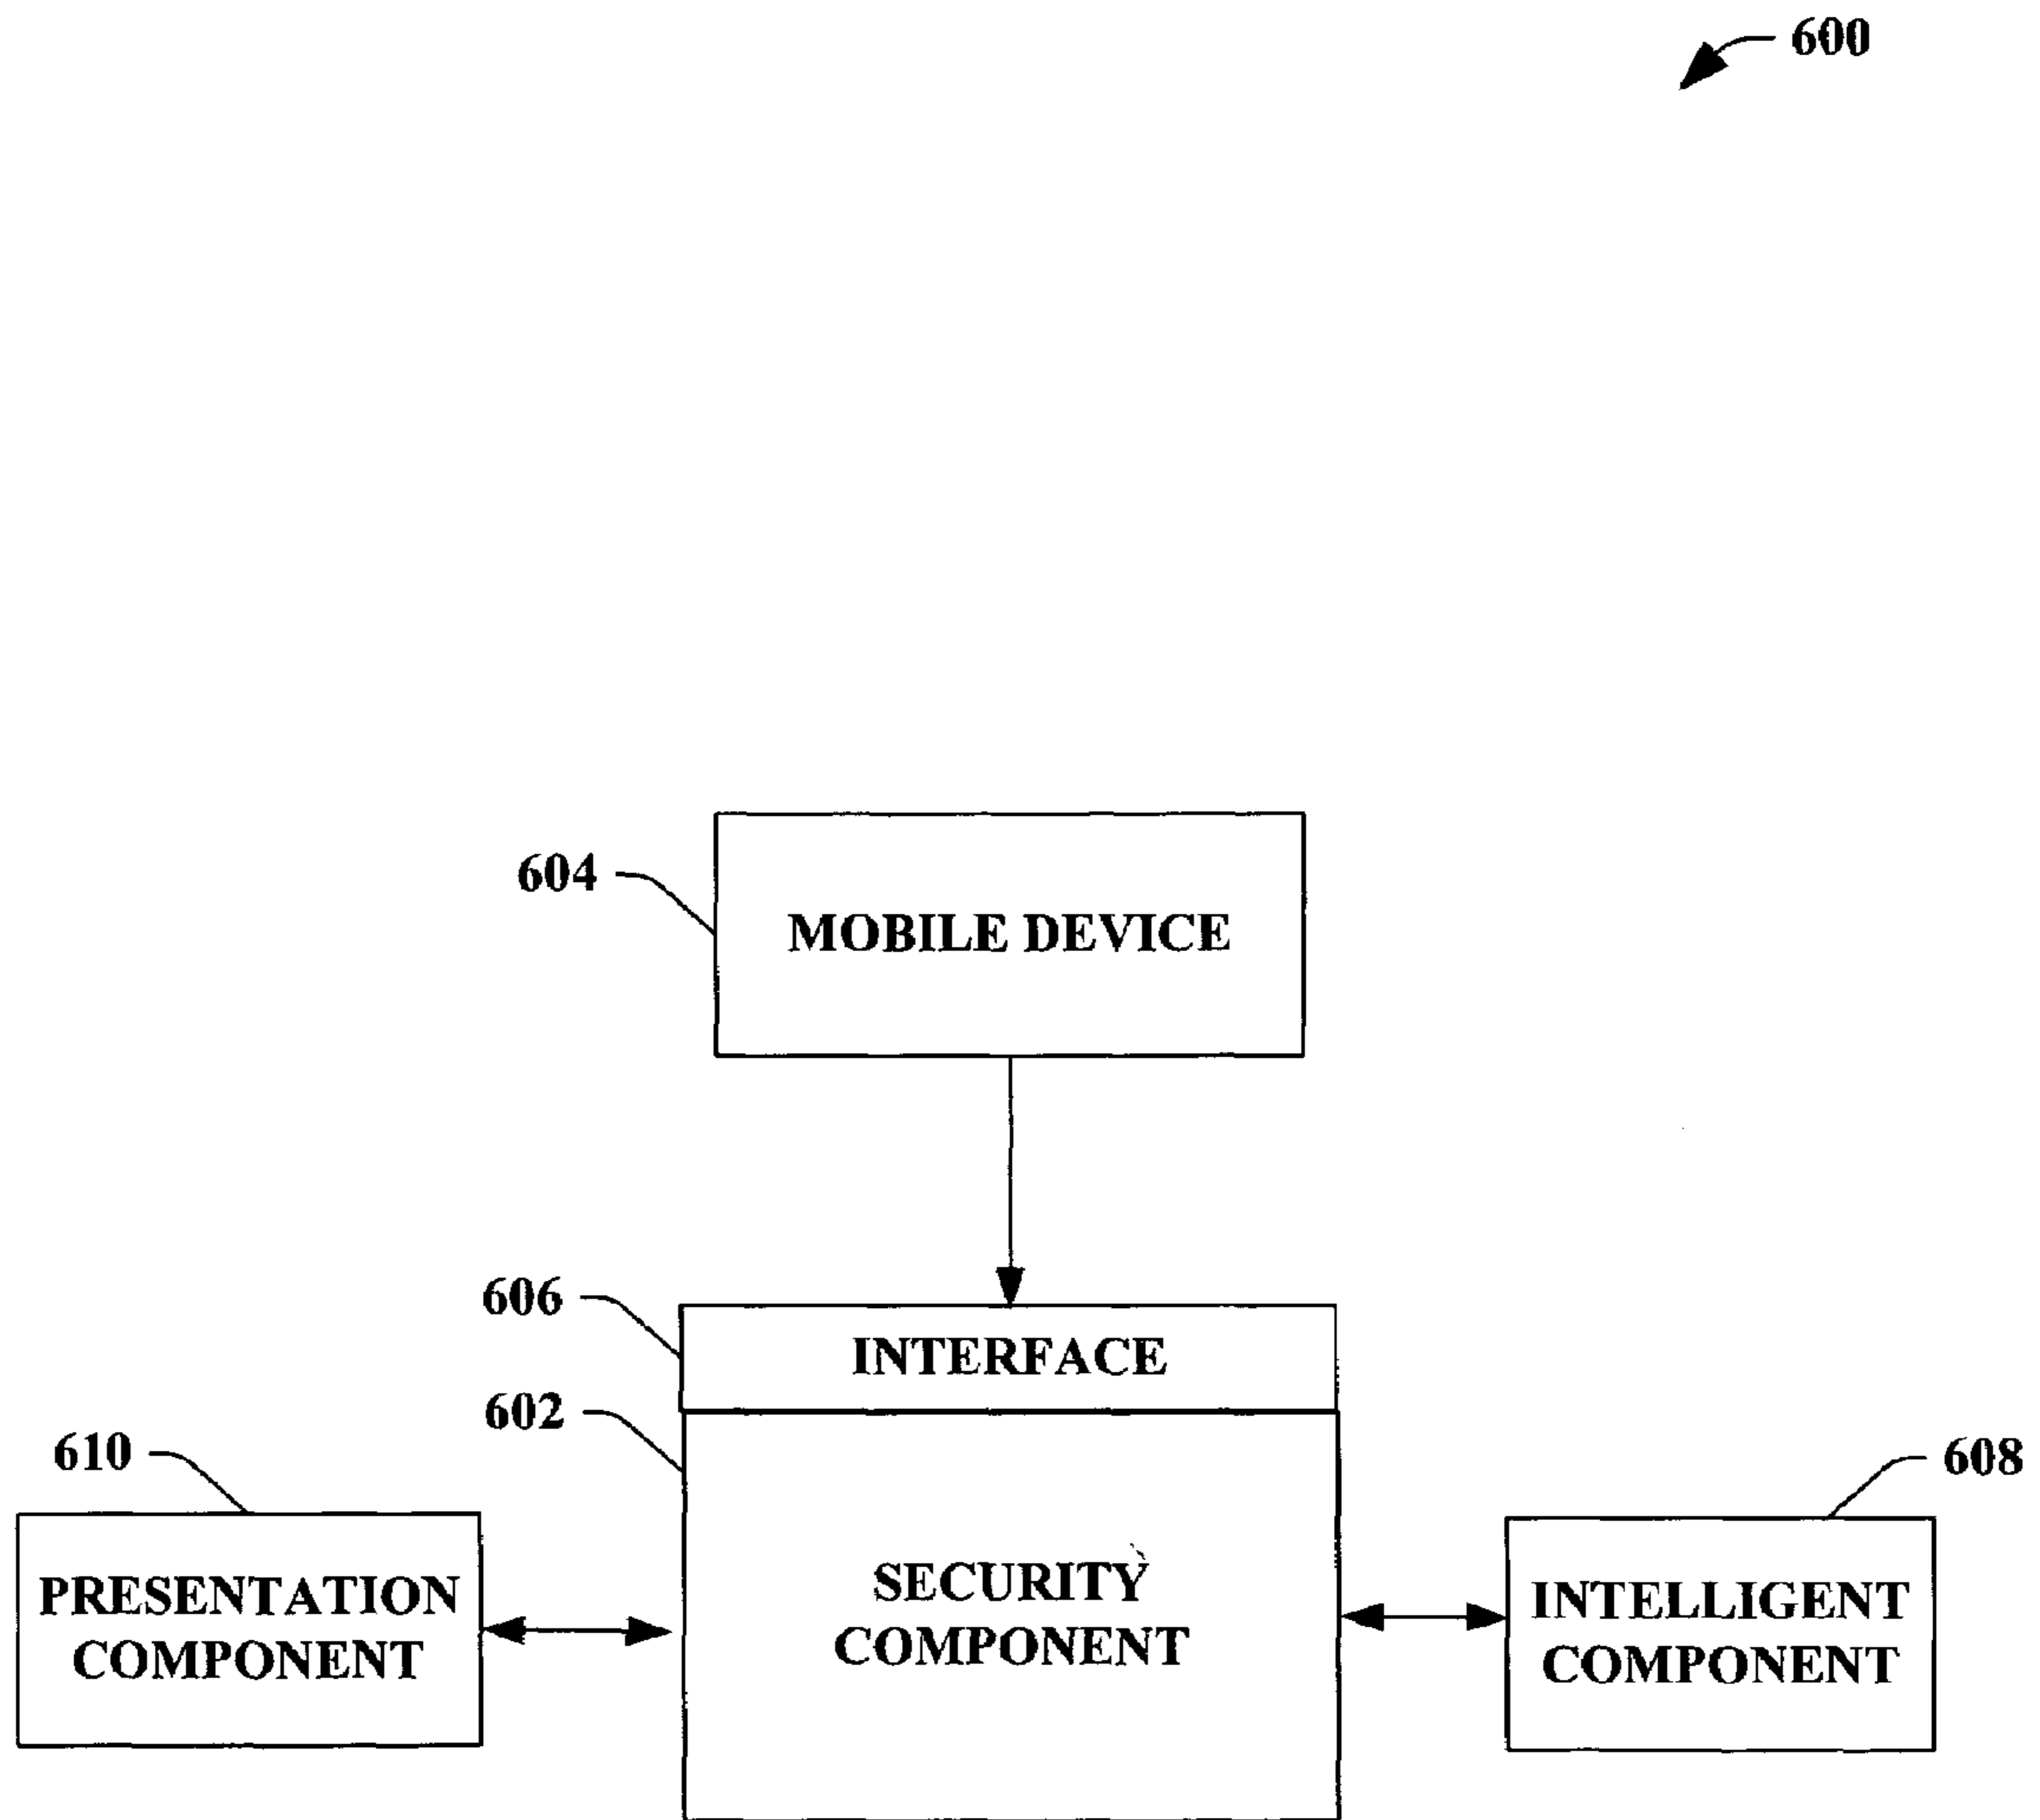 600
604
MOBILE DEVICE
606
INTERFACE
602
610
608
PRESENTATION
COMPONENT
SECURITY
COMPONENT
INTELLIGENT
COMPONENT